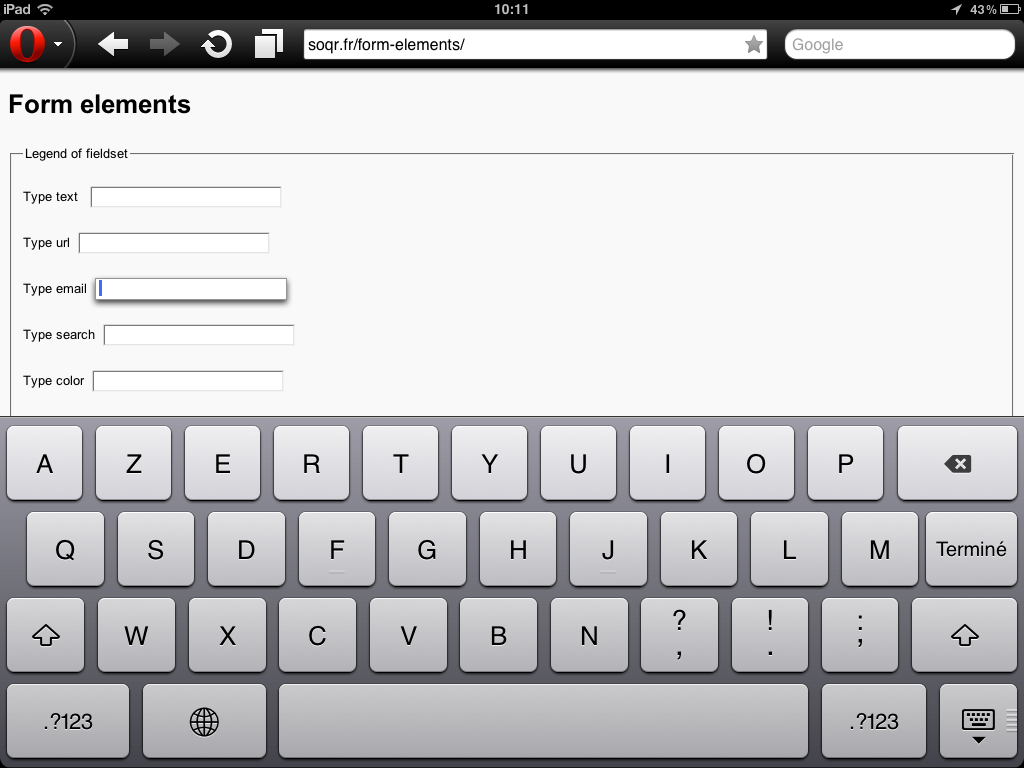 iPad 10:11 43%
soqr.fr/form-elements/ Google
Form elements
Legend of fieldset
Type text
Type url
Type email
Type search
Type color
A Z E R T Y U I O P
Q S D F G H J K L M Terminé
W X C V B N ? , ! . : ;
.?123 .?123